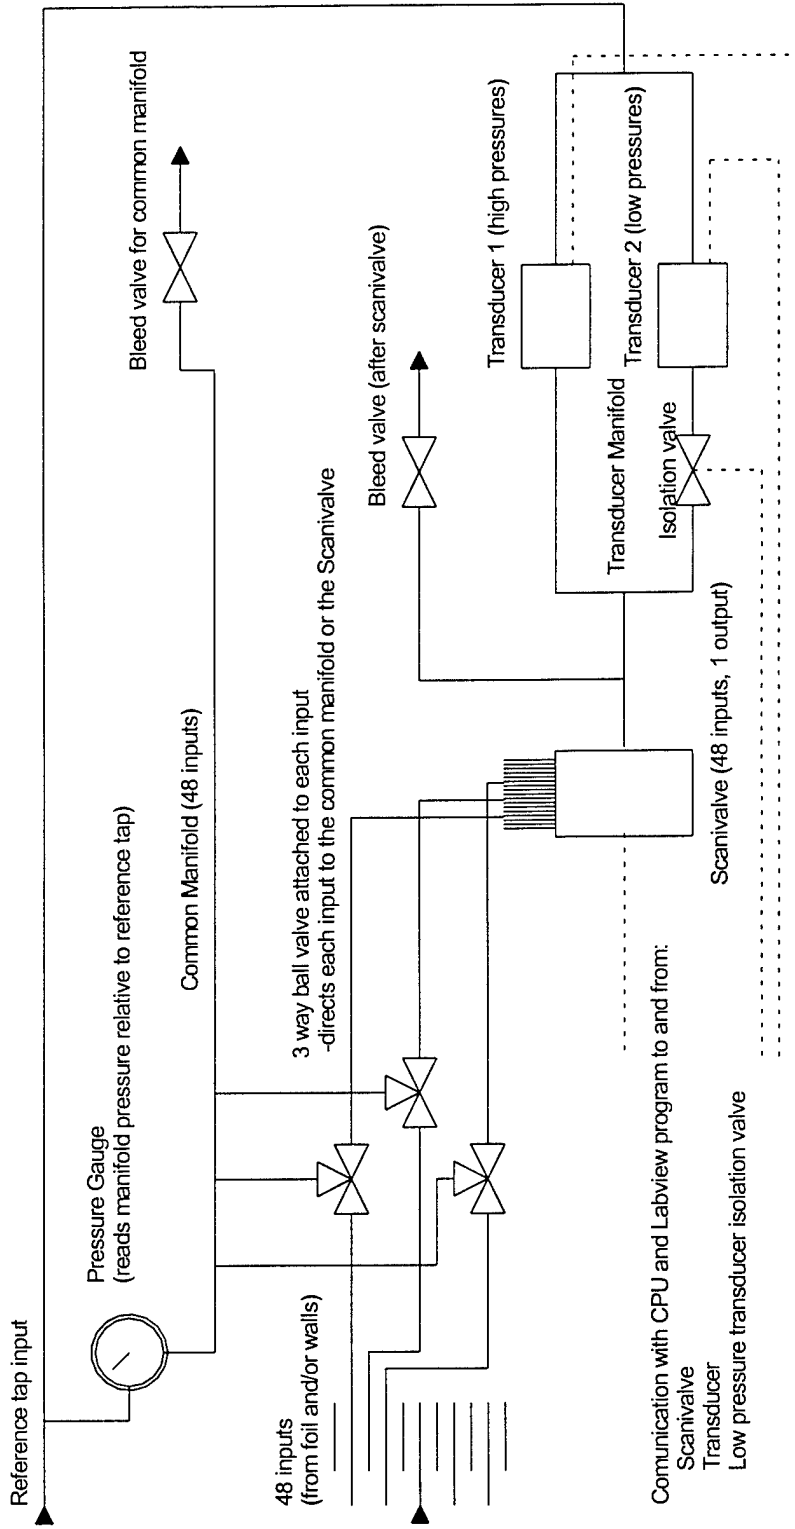 Reference tap input
Pressure Gauge
(reads manifold pressure relative to reference tap)
Common Manifold (48 inputs)
Bleed valve for common manifold
48 inputs
(from foil and/or walls)
3 way ball valve attached to each input
-directs each input to the common manifold or the Scanivalve
Bleed valve (after scanivalve)
Transducer 1 (high pressures)
Transducer Manifold
Transducer 2 (low pressures)
Isolation valve
Scanivalve (48 inputs, 1 output)
Comunication with CPU and Labview program to and from:
Scanivalve
Transducer
Low pressure transducer isolation valve